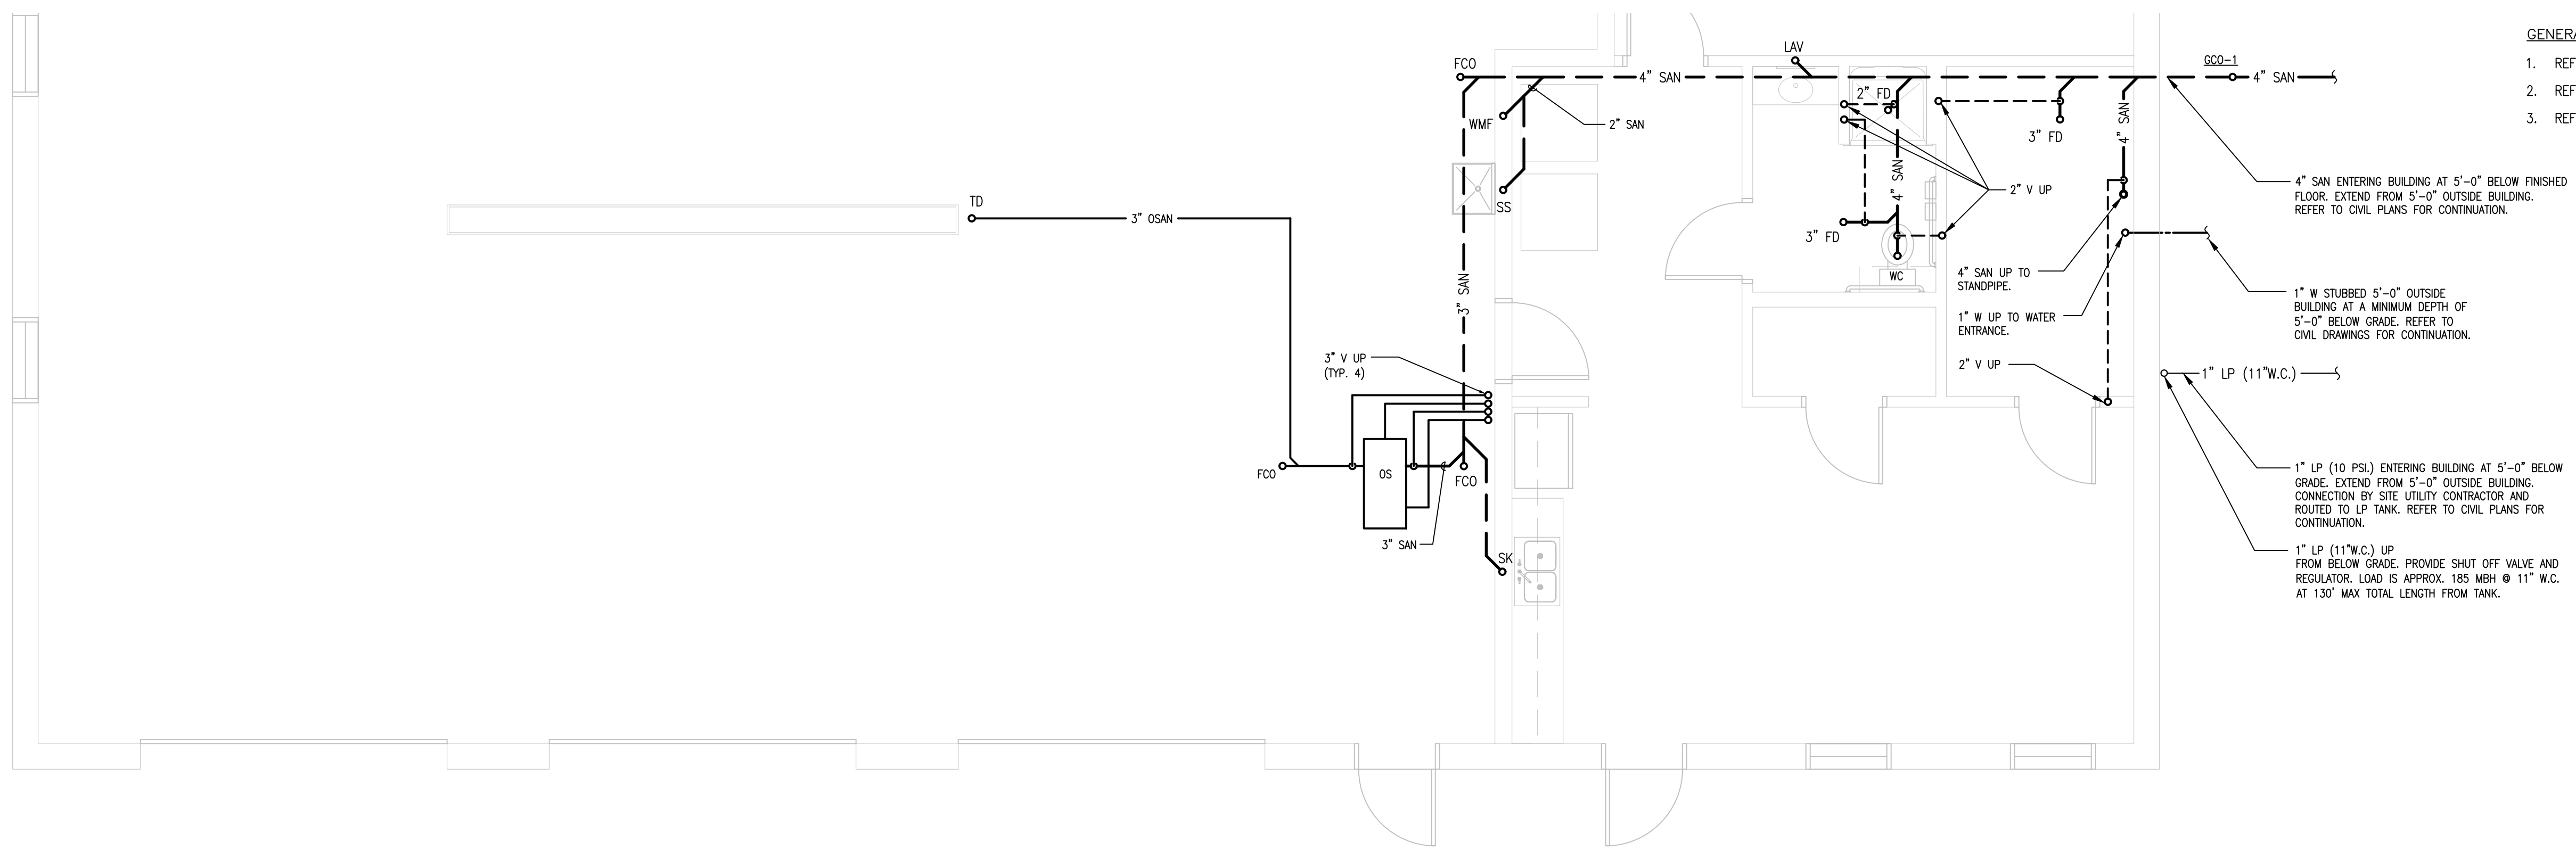 GENERA
1. REF
2. REF
3. REF
LAV
FCO
4" SAN
GCO-1
4" SAN
2" FD
WMF
2" SAN
3" FD
4" SAN
4" SAN
4" SAN
2" V UP
SS
TD
3" OSAN
3" FD
WC
3" SAN
4" SAN UP TO
STANDPIPE.
1" W UP TO WATER
ENTRANCE.
2" V UP
4" SAN ENTERING BUILDING AT 5'-0" BELOW FINISHED
FLOOR. EXTEND FROM 5'-0" OUTSIDE BUILDING.
REFER TO CIVIL PLANS FOR CONTINUATION.
1" W STUBBED 5'-0" OUTSIDE
BUILDING AT A MINIMUM DEPTH OF
5'-0" BELOW GRADE. REFER TO
CIVIL DRAWINGS FOR CONTINUATION.
3" V UP
(TYP. 4)
1" LP (11"W.C.)
FCO
OS
FCO
3" SAN
SK
1" LP (10 PSI.) ENTERING BUILDING AT 5'-0" BELOW
GRADE. EXTEND FROM 5'-0" OUTSIDE BUILDING.
CONNECTION BY SITE UTILITY CONTRACTOR AND
ROUTED TO LP TANK. REFER TO CIVIL PLANS FOR
CONTINUATION.
1" LP (11"W.C.) UP
FROM BELOW GRADE. PROVIDE SHUT OFF VALVE AND
REGULATOR. LOAD IS APPROX. 185 MBH @ 11" W.C.
AT 130' MAX TOTAL LENGTH FROM TANK.